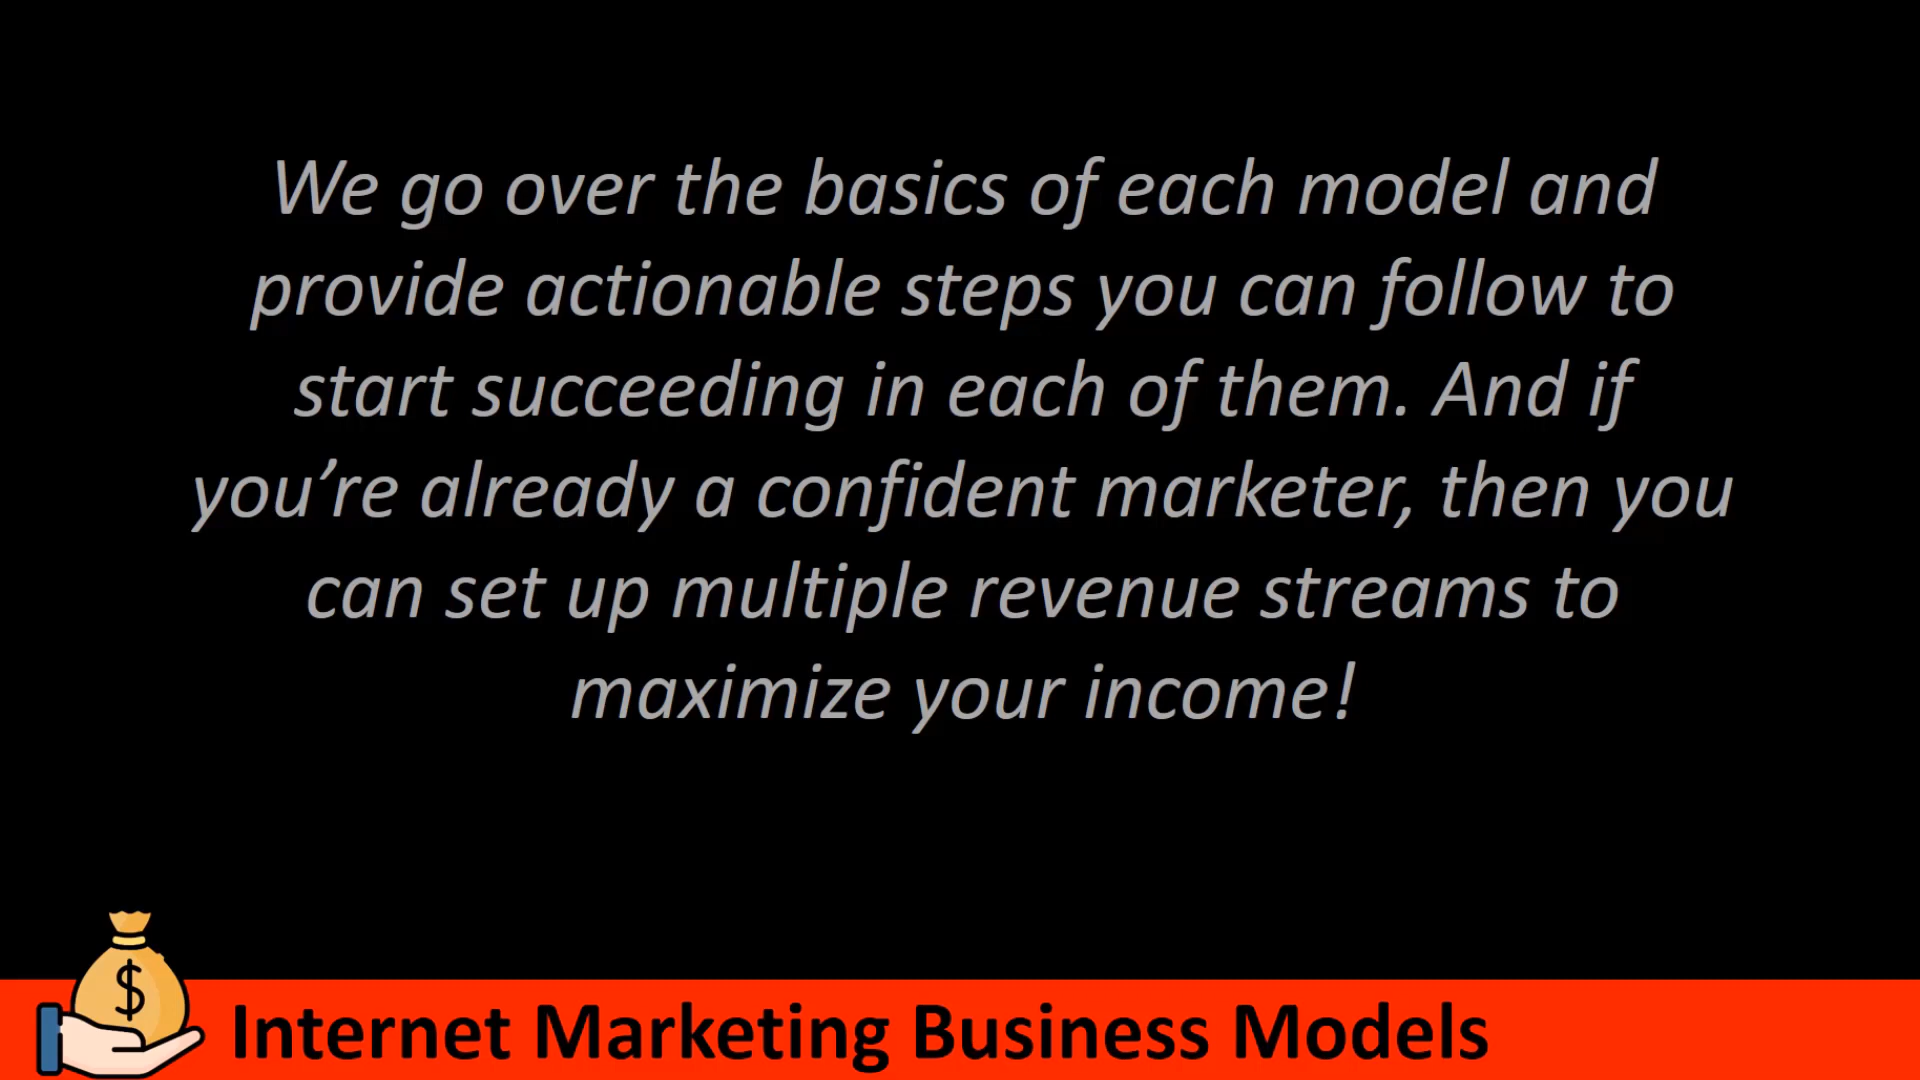 We go over the basics of each model and
provide actionable steps you can follow to
start succeeding in each of them. And if
you’re already a confident marketer, then you
can set up multiple revenue streams to
maximize your income!
$
Internet Marketing Business Models